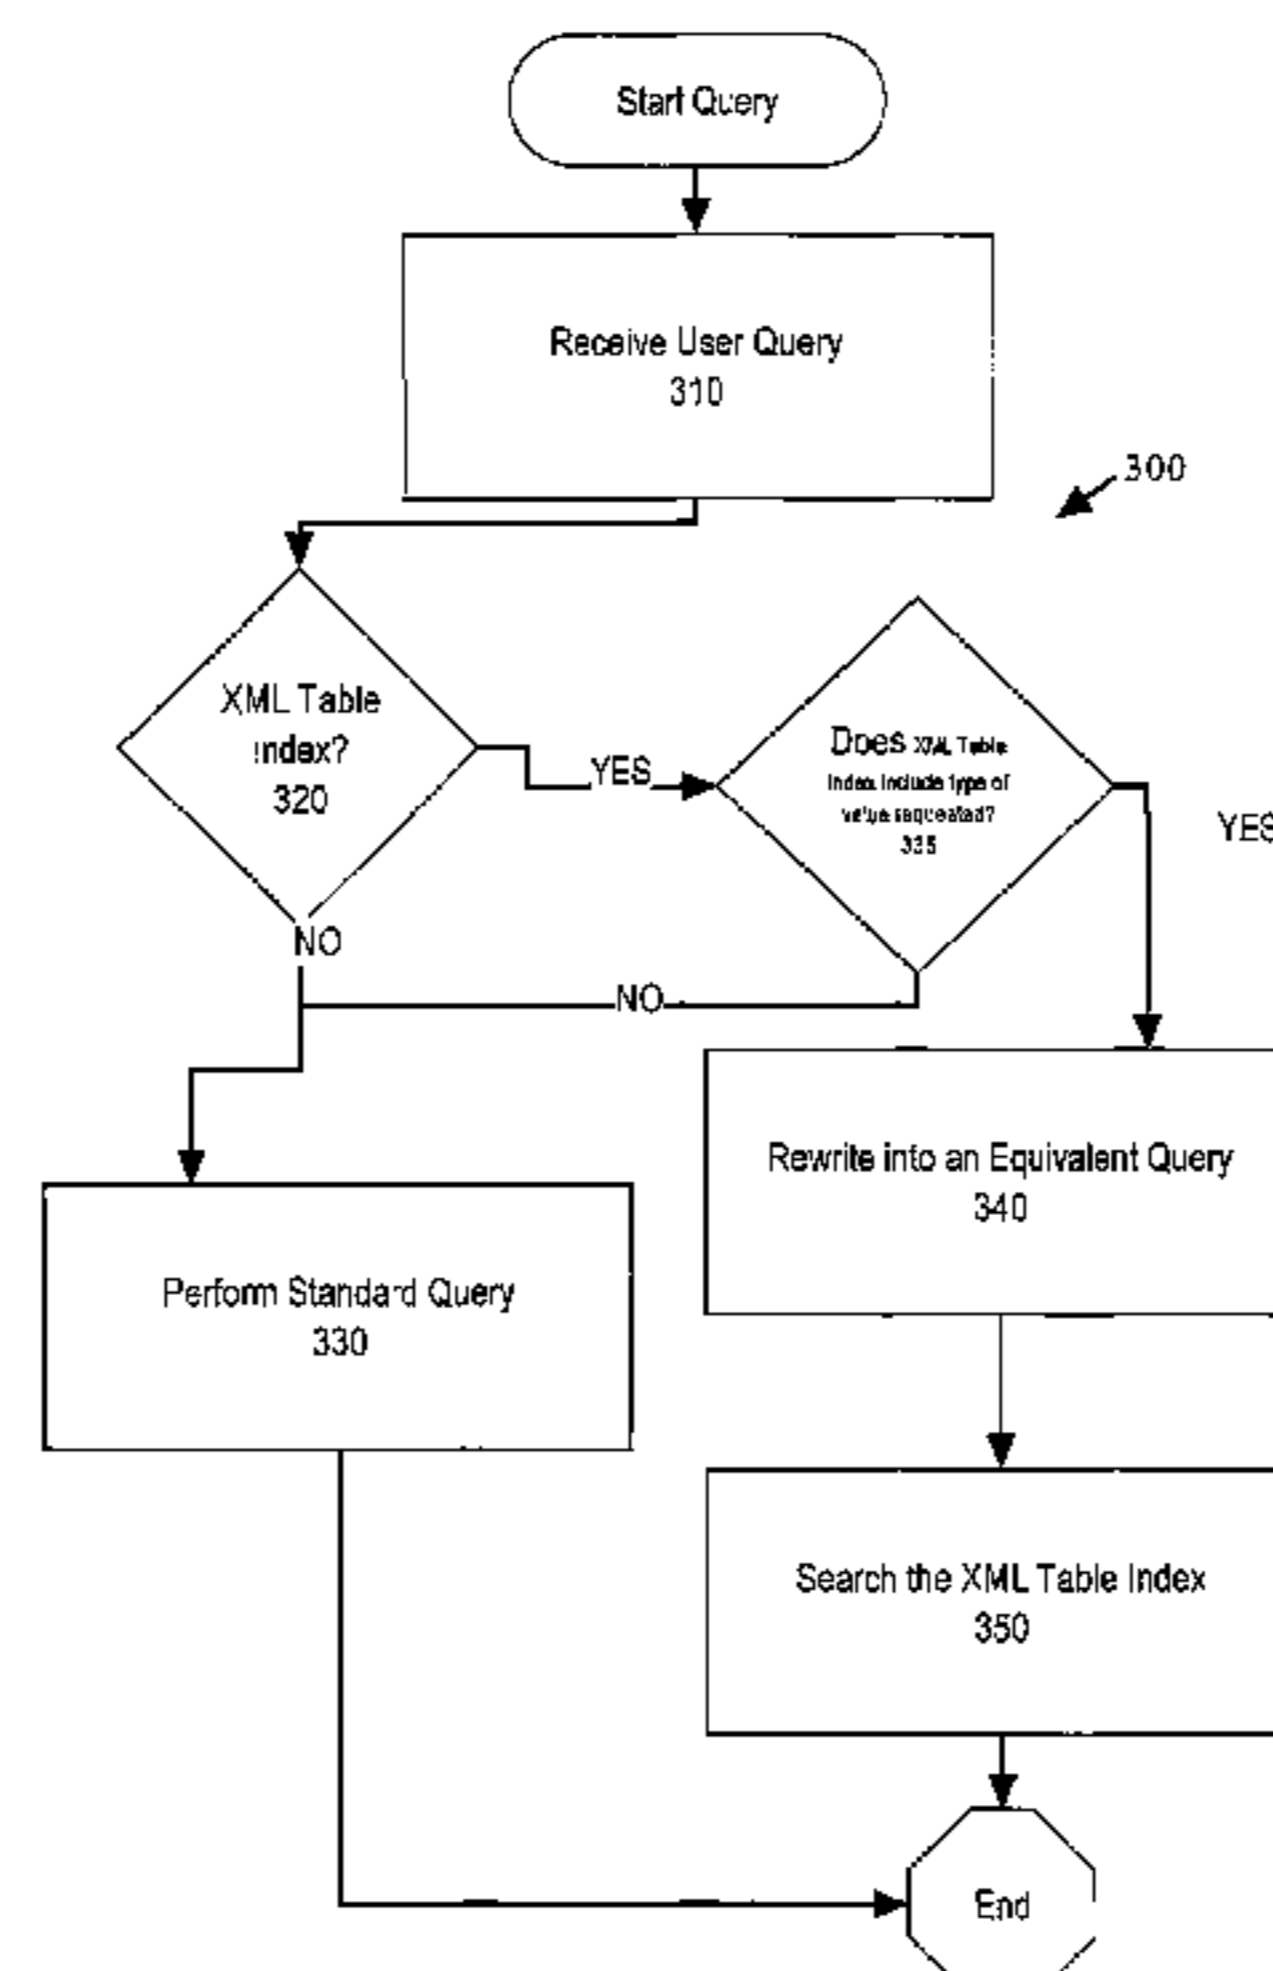 Start Query
Receive User Query
310
300
XML Table
Index?
320
YES
Does XML Table
Index include type of
value requested?
335
YES
NO
NO
Rewrite into an Equivalent Query
340
Perform Standard Query
330
Search the XML Table Index
350
End